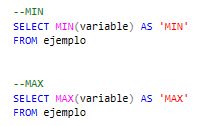 --MIN
SELECT MIN(variable) AS 'MIN'
FROM ejemplo
--MAX
SELECT MAX(variable) AS 'MAX'
FROM ejemplo